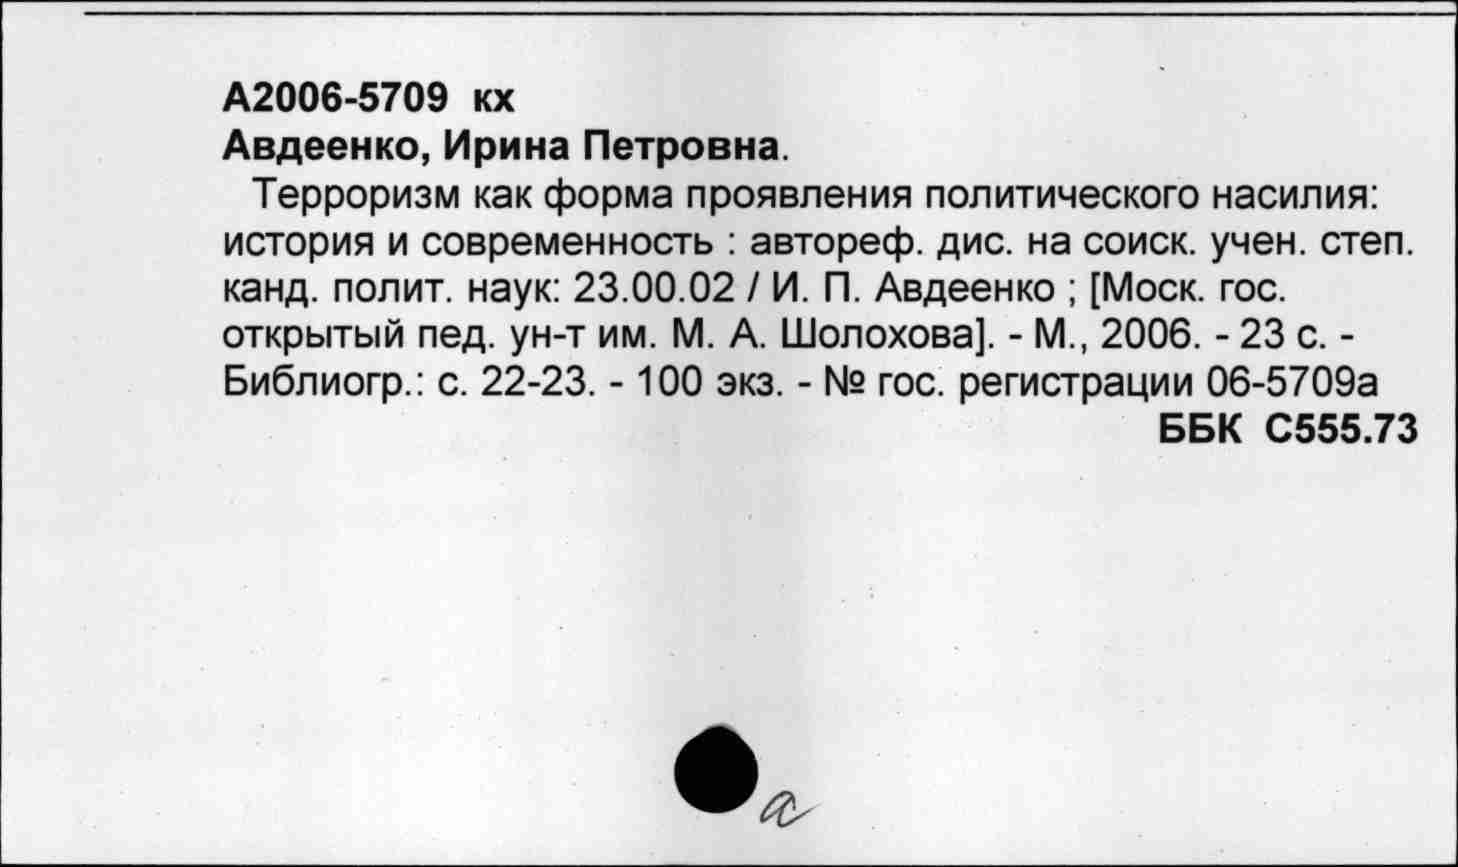 А2006-5709 кх
Авдеенко, Ирина Петровна.
Терроризм как форма проявления политического насилия:
история и современность : автореф. дис. на соиск. учен. степ.
канд. полит. наук: 23.00.02 / И. П. Авдеенко ; [Моск. гос.
открытый пед. ун-т им. М. А. Шолохова]. - М., 2006. - 23 с. -
Библиогр.: с. 22-23. - 100 экз. - № гос. регистрации 06-5709а
ББК С555.73
а